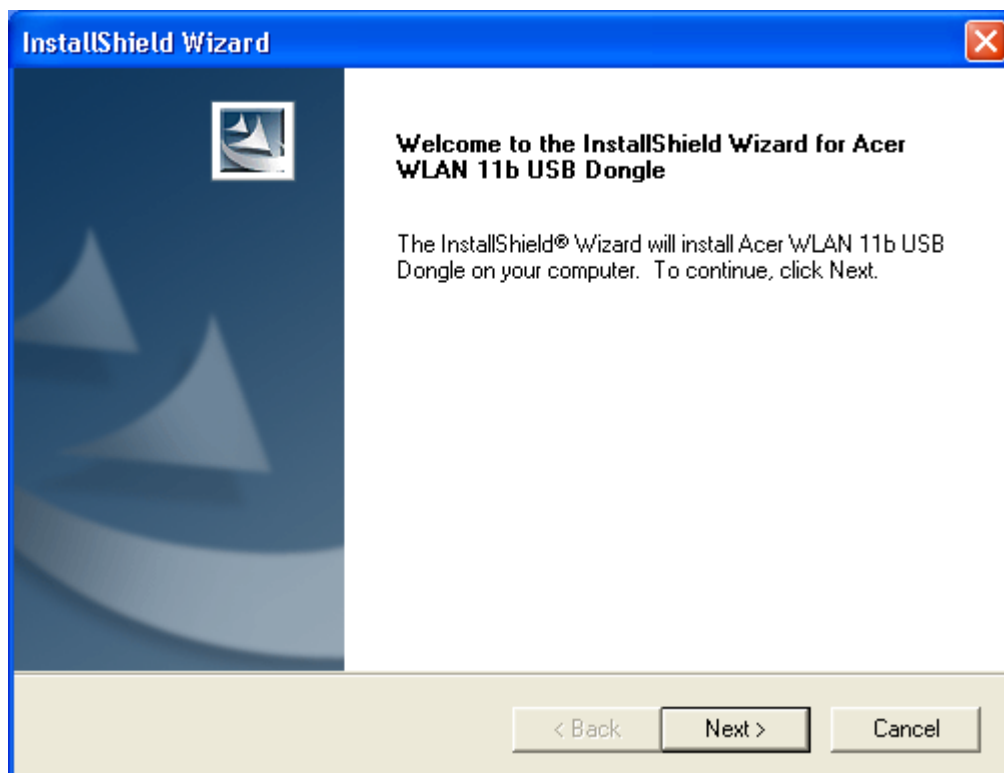 InstallShield Wizard
Welcome to the InstallShield Wizard for Acer
WLAN 11b USB Dongle
The InstallShield® Wizard will install Acer WLAN 11b USB
Dongle on your computer.  To continue, click Next.
< Back
Next >
Cancel